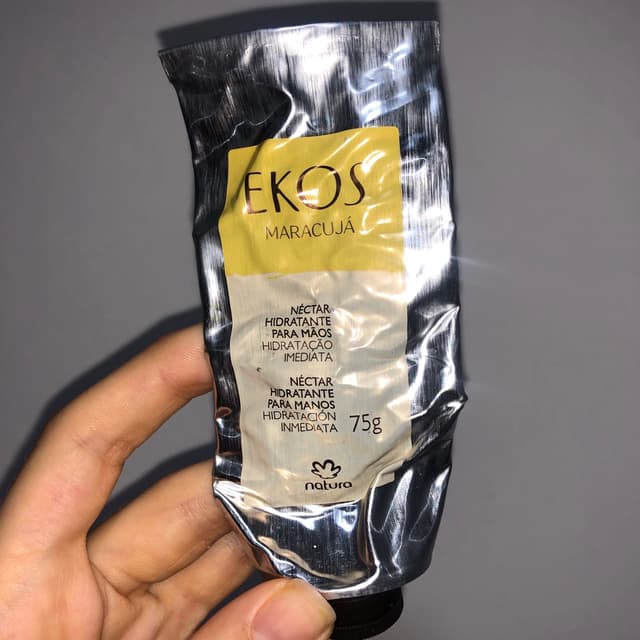 EKOS
MARACUJÁ
NÉCTAR
HIDRATANTE
PARA MÃOS
HIDRATAÇÃO
IMEDIATA
NÉCTAR
HIDRATANTE
PARA MANOS
HIDRATACIÓN
INMEDIATA 75g
natura